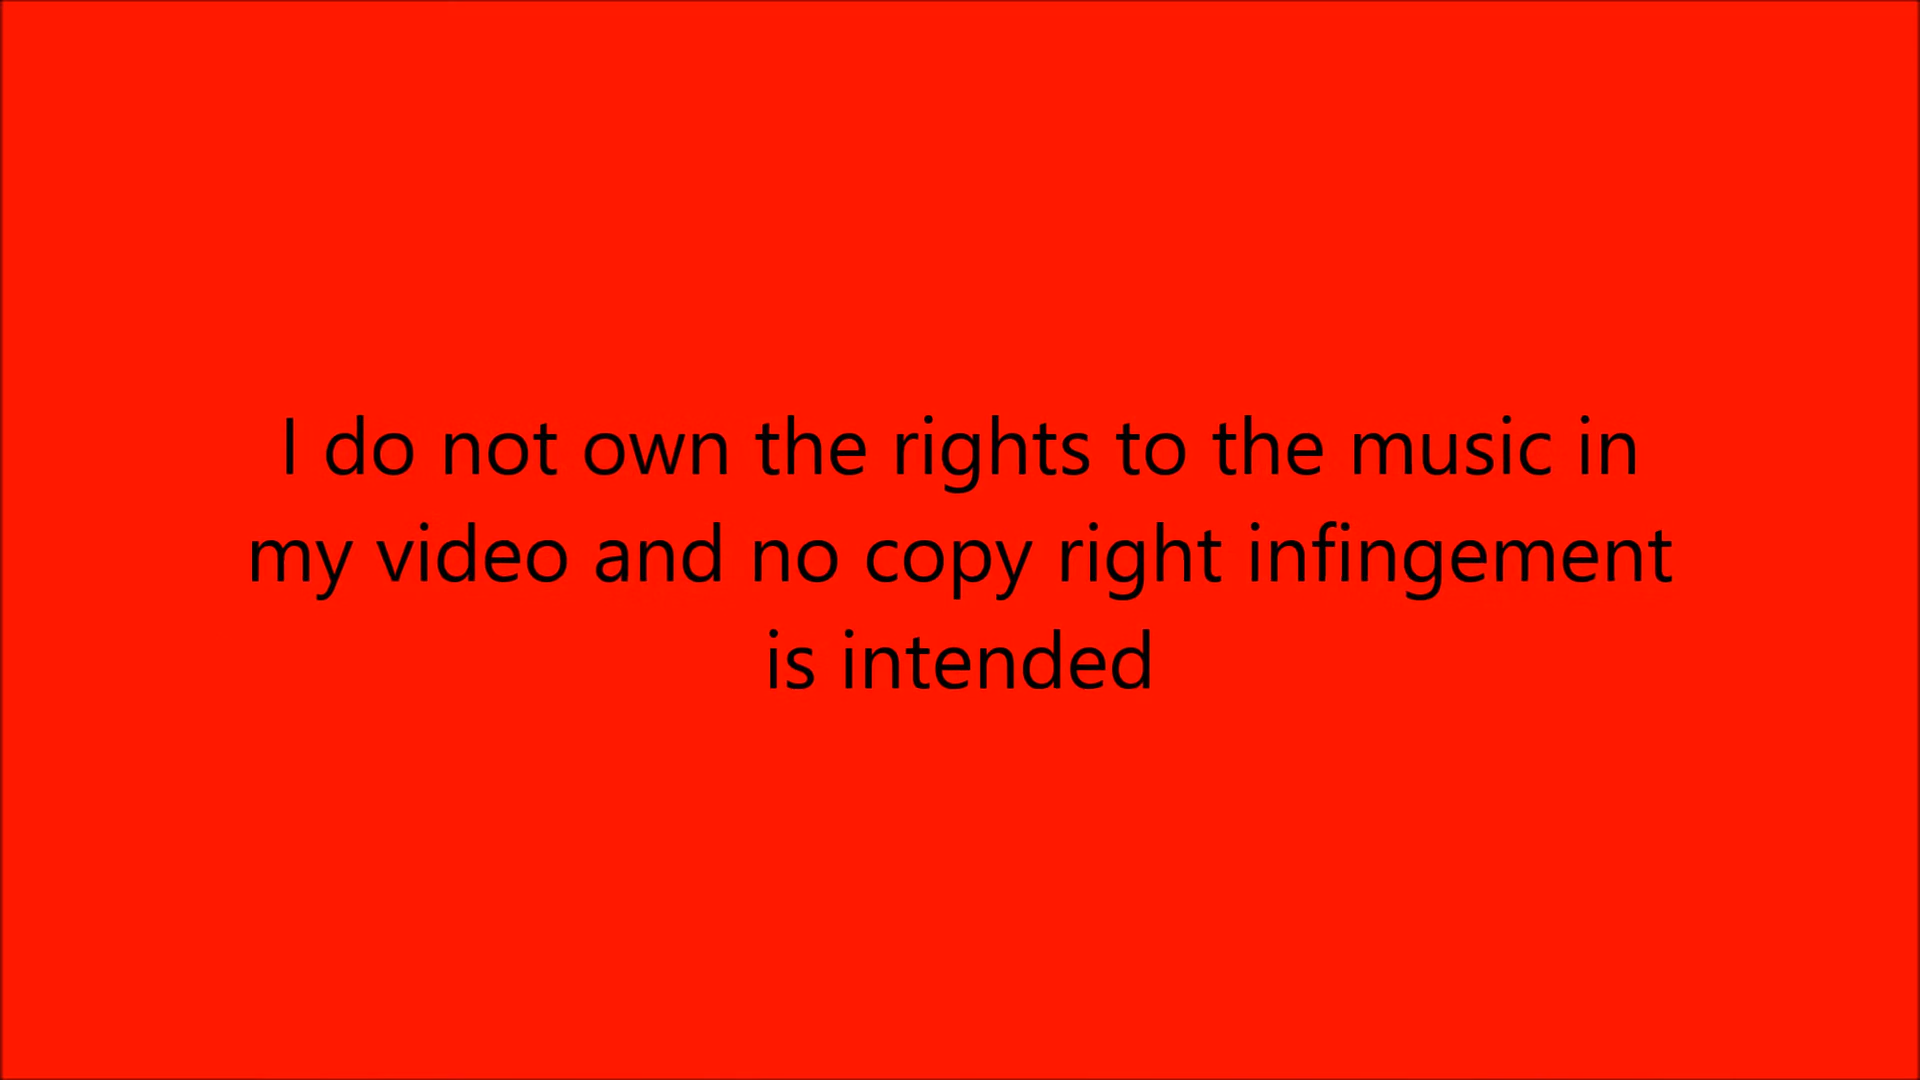 I do not own the rights to the music in
my video and no copy right infingement
is intended